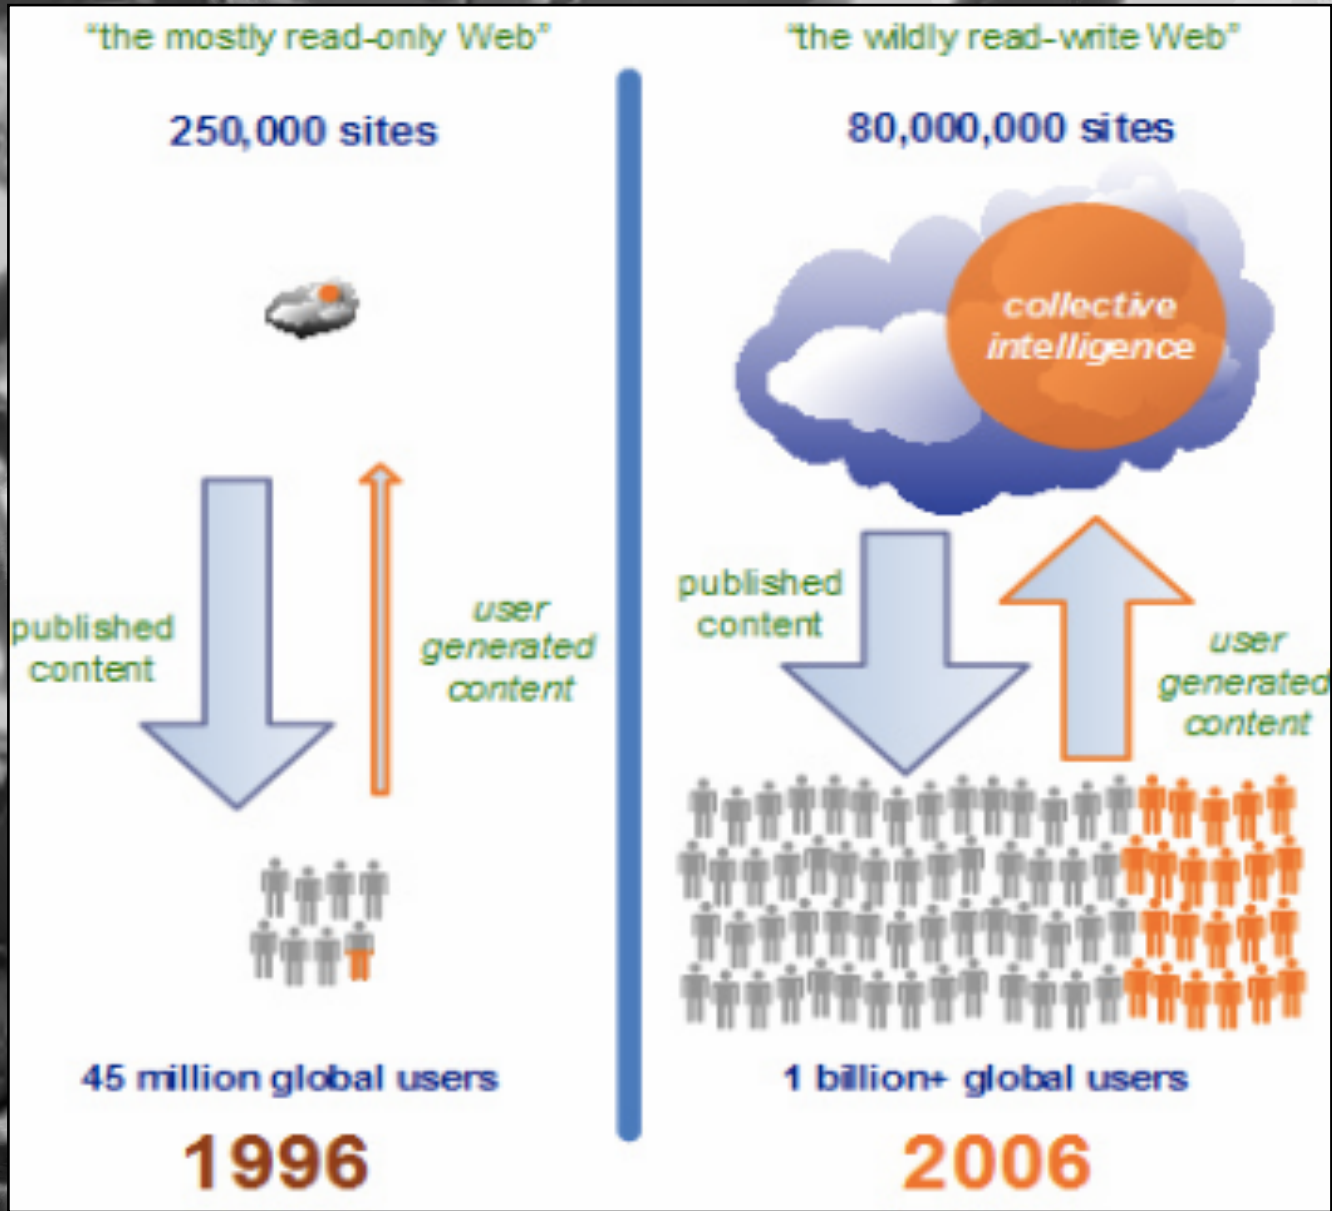 “the mostly read-only Web”
250,000 sites
published
content
user
generated
content
45 million global users
1996
“the wildly read-write Web”
80,000,000 sites
collective
intelligence
published
content
user
generated
content
1 billion+ global users
2006